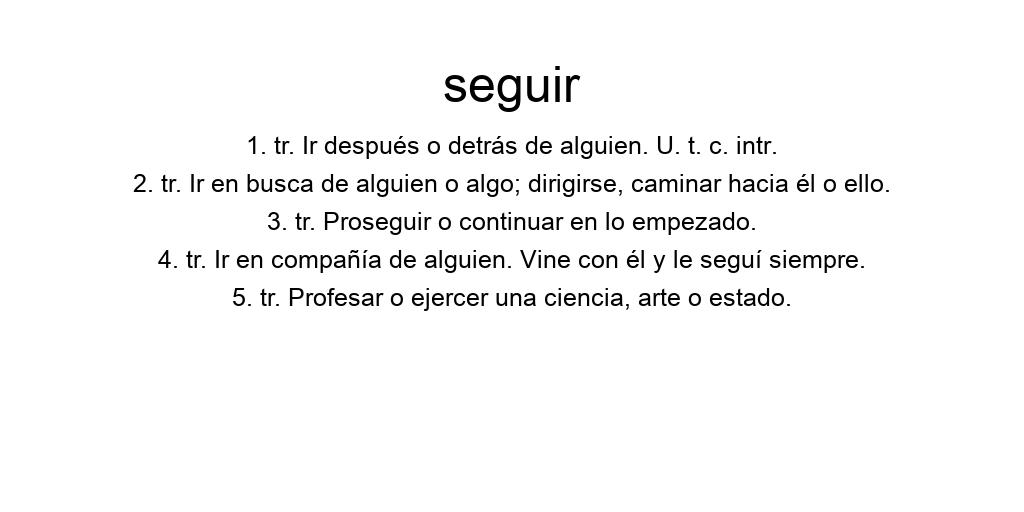 seguir
1. tr. Ir después o detrás de alguien. U. t. c. intr.
2. tr. Ir en busca de alguien o algo; dirigirse, caminar hacia él o ello.
3. tr. Proseguir o continuar en lo empezado.
4. tr. Ir en compañía de alguien. Vine con él y le seguí siempre.
5. tr. Profesar o ejercer una ciencia, arte o estado.